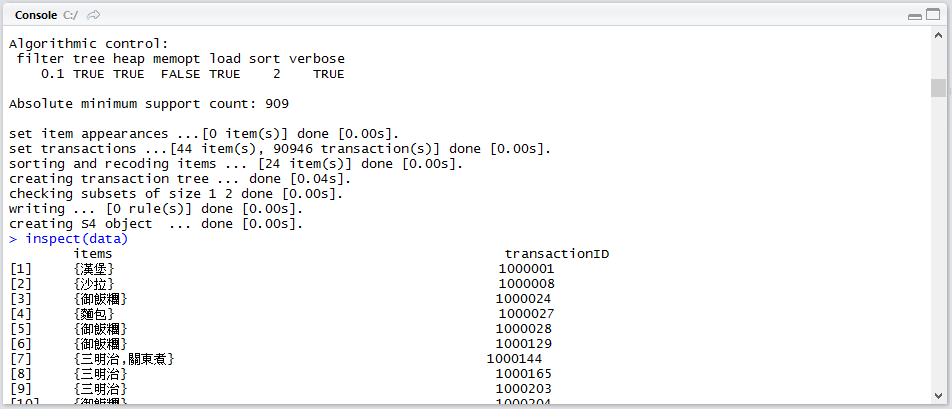 Console C:/
Algorithmic control:
filter tree heap memopt load sort verbose
0.1 TRUE TRUE FALSE TRUE 2 TRUE
Absolute minimum support count: 909
set item appearances ...[0 item(s)] done [0.00s].
set transactions ...[44 item(s), 90946 transaction(s)] done [0.00s].
sorting and recoding items ... [24 item(s)] done [0.00s].
creating transaction tree ... done [0.04s].
checking subsets of size 1 2 done [0.00s].
writing ... [0 rule(s)] done [0.00s].
creating S4 object  ... done [0.00s].
> inspect(data)
items transactionID
[1] {漢堡} 1000001
[2] {沙拉} 1000008
[3] {御飯糰} 1000024
[4] {麵包} 1000027
[5] {御飯糰} 1000028
[6] {御飯糰} 1000129
[7] {三明治,關東煮} 1000144
[8] {三明治} 1000165
[9] {三明治} 1000203
[10] {御飯糰} 1000204